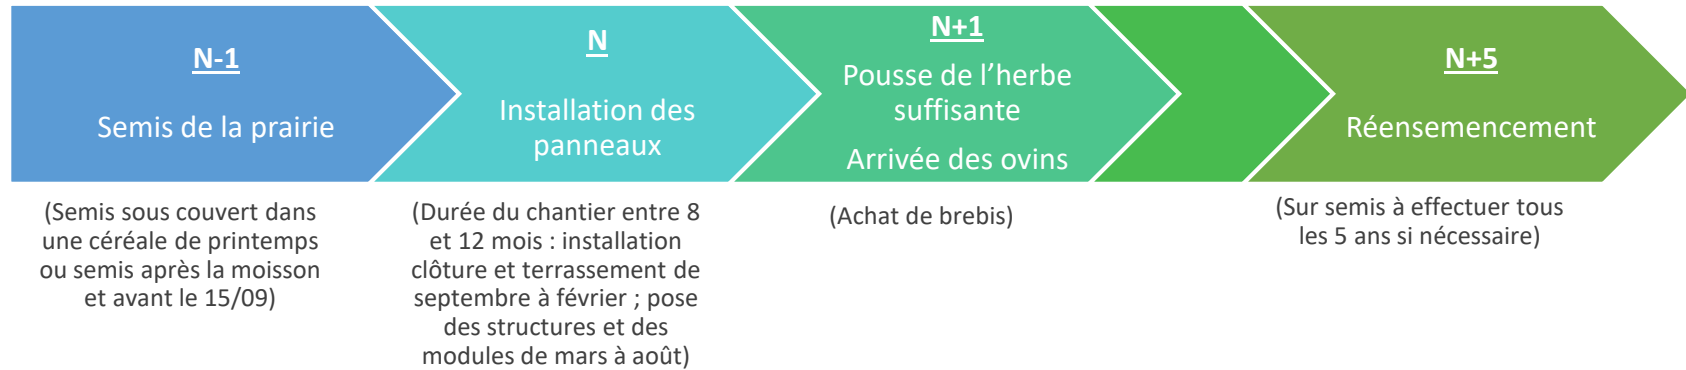 N-1
Semis de la prairie
(Semis sous couvert dans
une céréale de printemps
ou semis après la moisson
et avant le 15/09)
N
Installation des
panneaux
(Durée du chantier entre 8
et 12 mois : installation
clôture et terrassement de
septembre à février ; pose
des structures et des
modules de mars à août)
N+1
Pousse de l’herbe
suffisante
Arrivée des ovins
(Achat de brebis)
N+5
Réensemencement
(Sur semis à effectuer tous
les 5 ans si nécessaire)